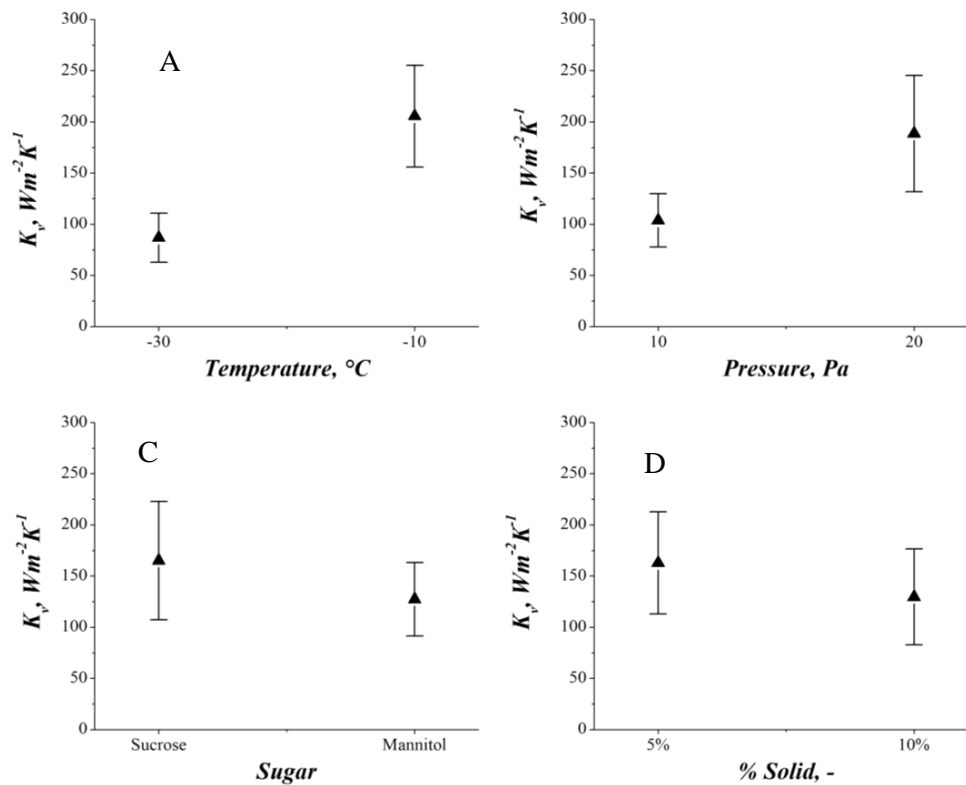 A
300
250
200
150
100
50
0
K_v, Wm^-2K^-1
-30
-10
Temperature, °C
300
250
200
150
100
50
0
K_v, Wm^-2K^-1
10
20
Pressure, Pa
C
300
250
200
150
100
50
0
K_v, Wm^-2K^-1
Sucrose
Mannitol
Sugar
D
300
250
200
150
100
50
0
K_v, Wm^-2K^-1
5%
10%
% Solid, -